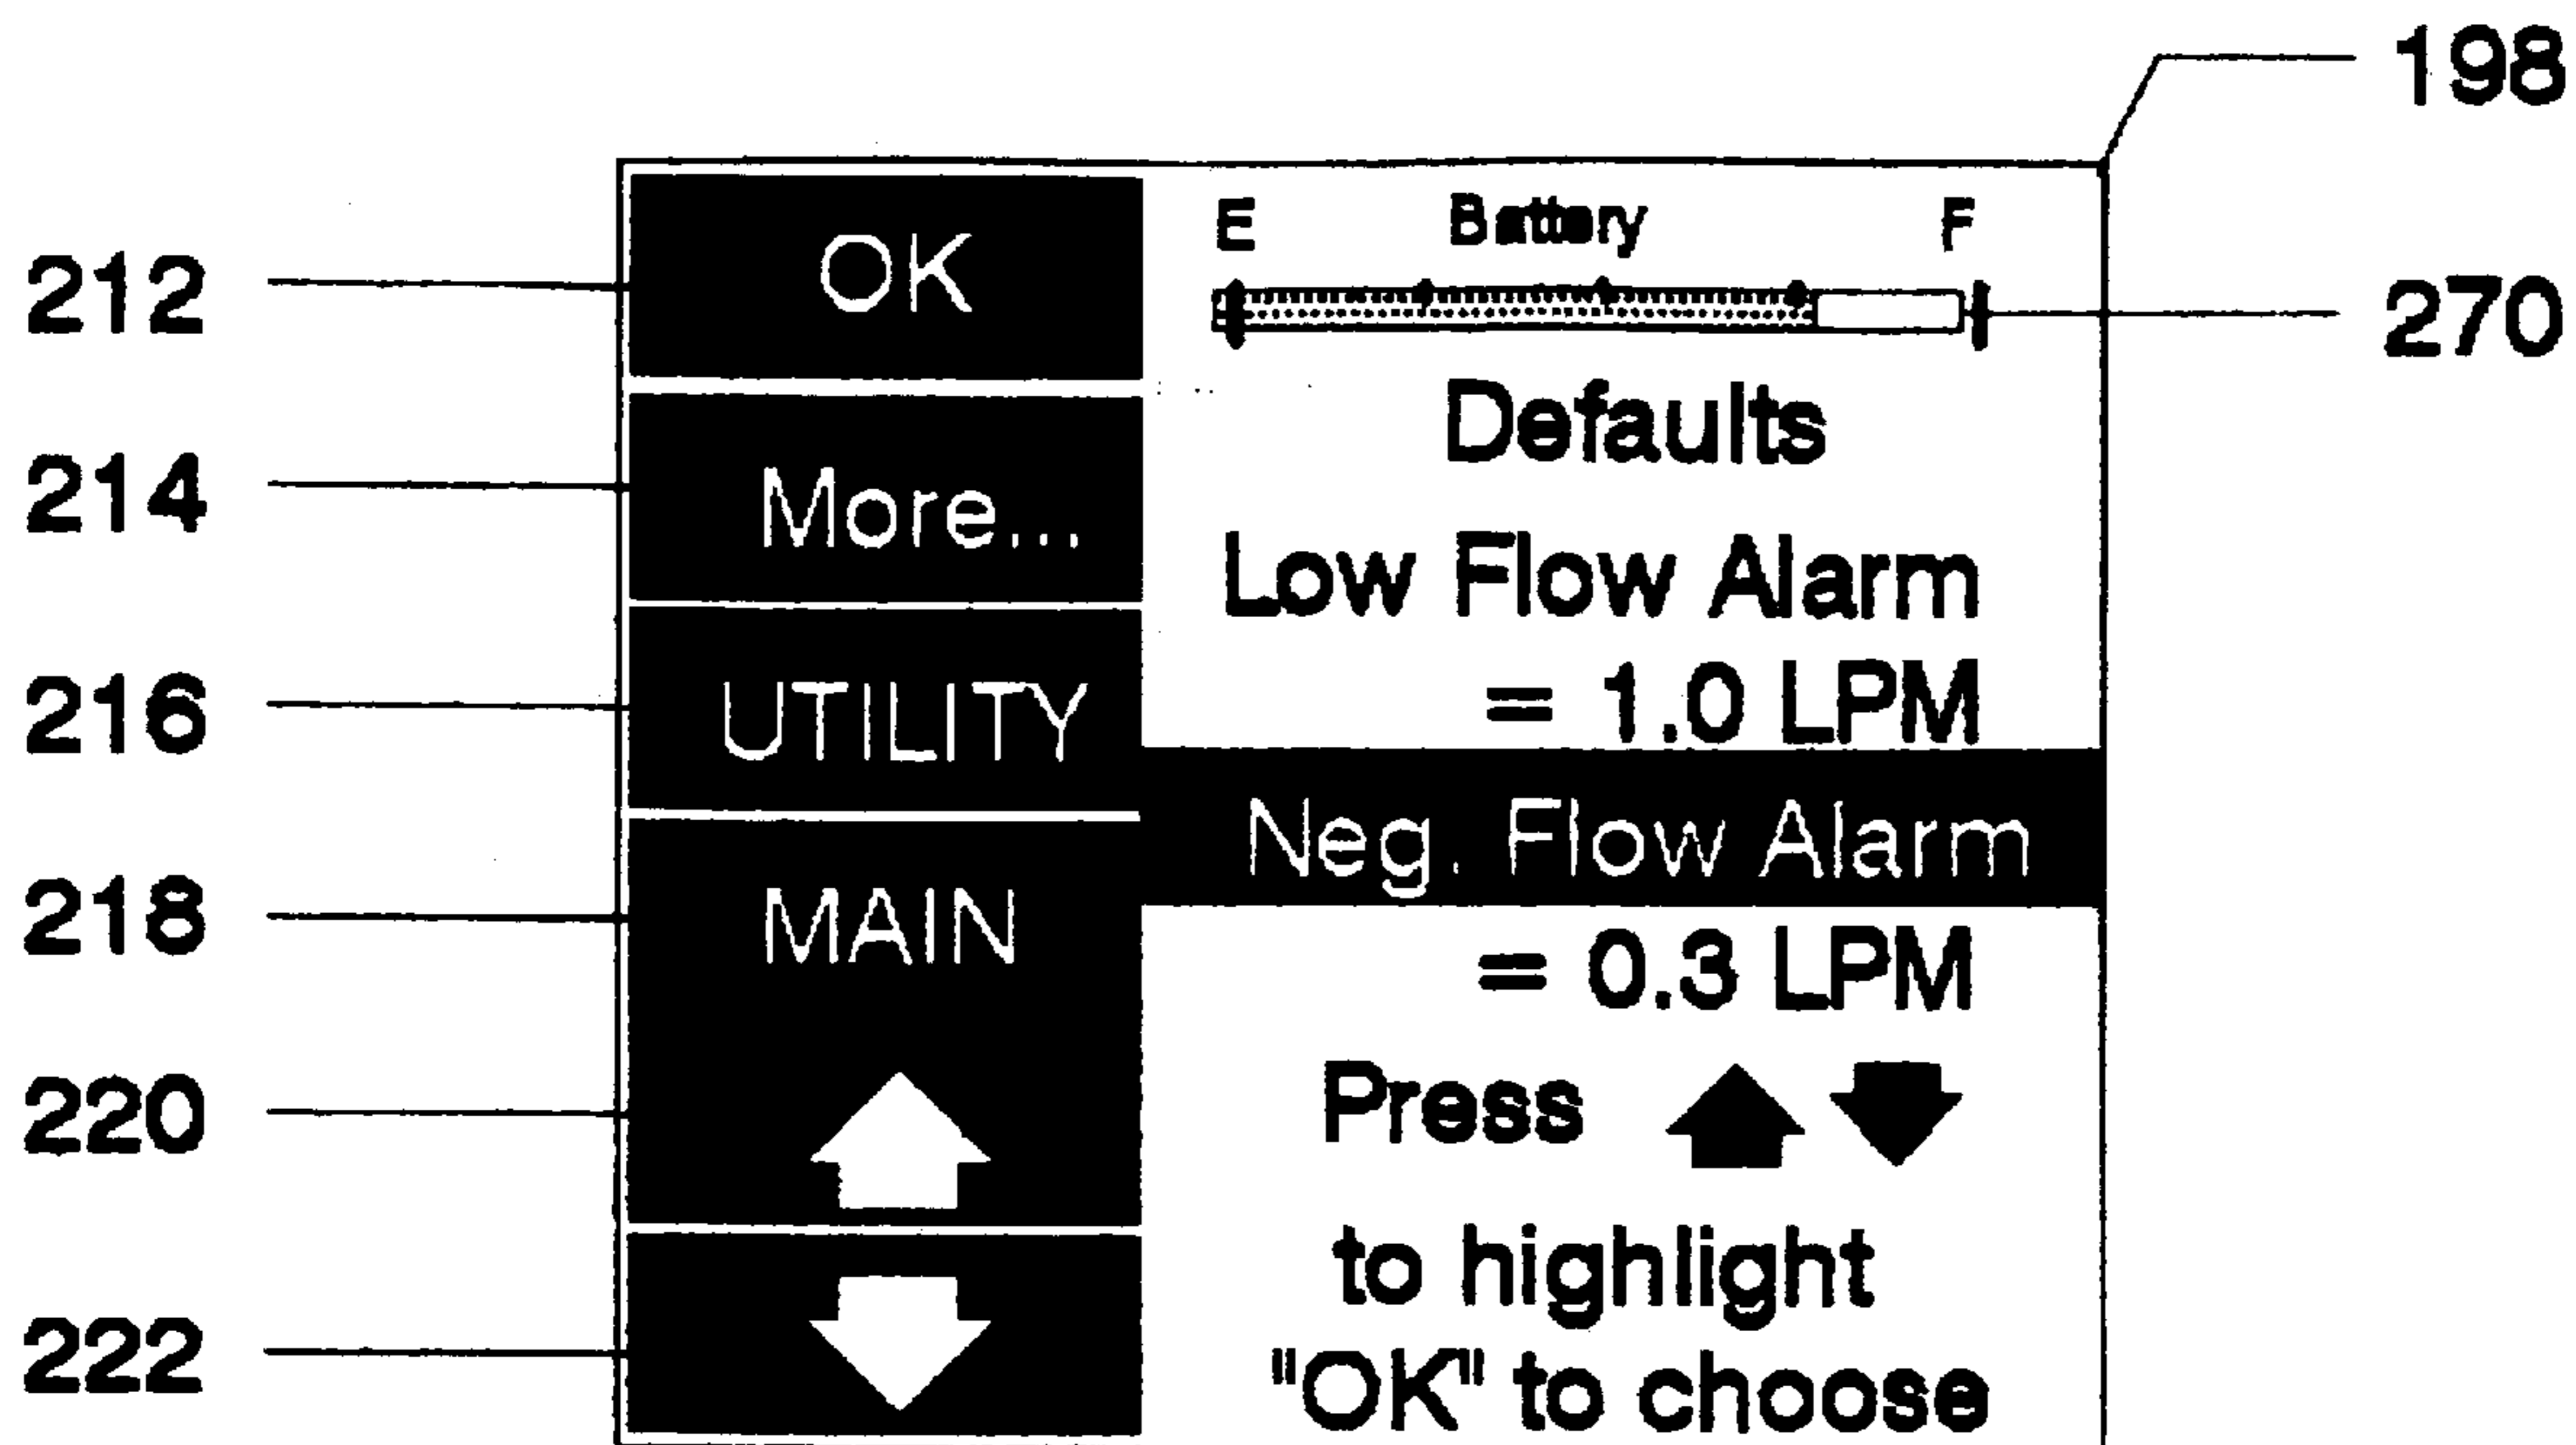 198
212
OK
E Battery F
270
Defaults
214
More...
Low Flow Alarm
= 1.0 LPM
216
UTILITY
Neg. Flow Alarm
218
MAIN
= 0.3 LPM
220
Press
to highlight
222
"OK" to choose